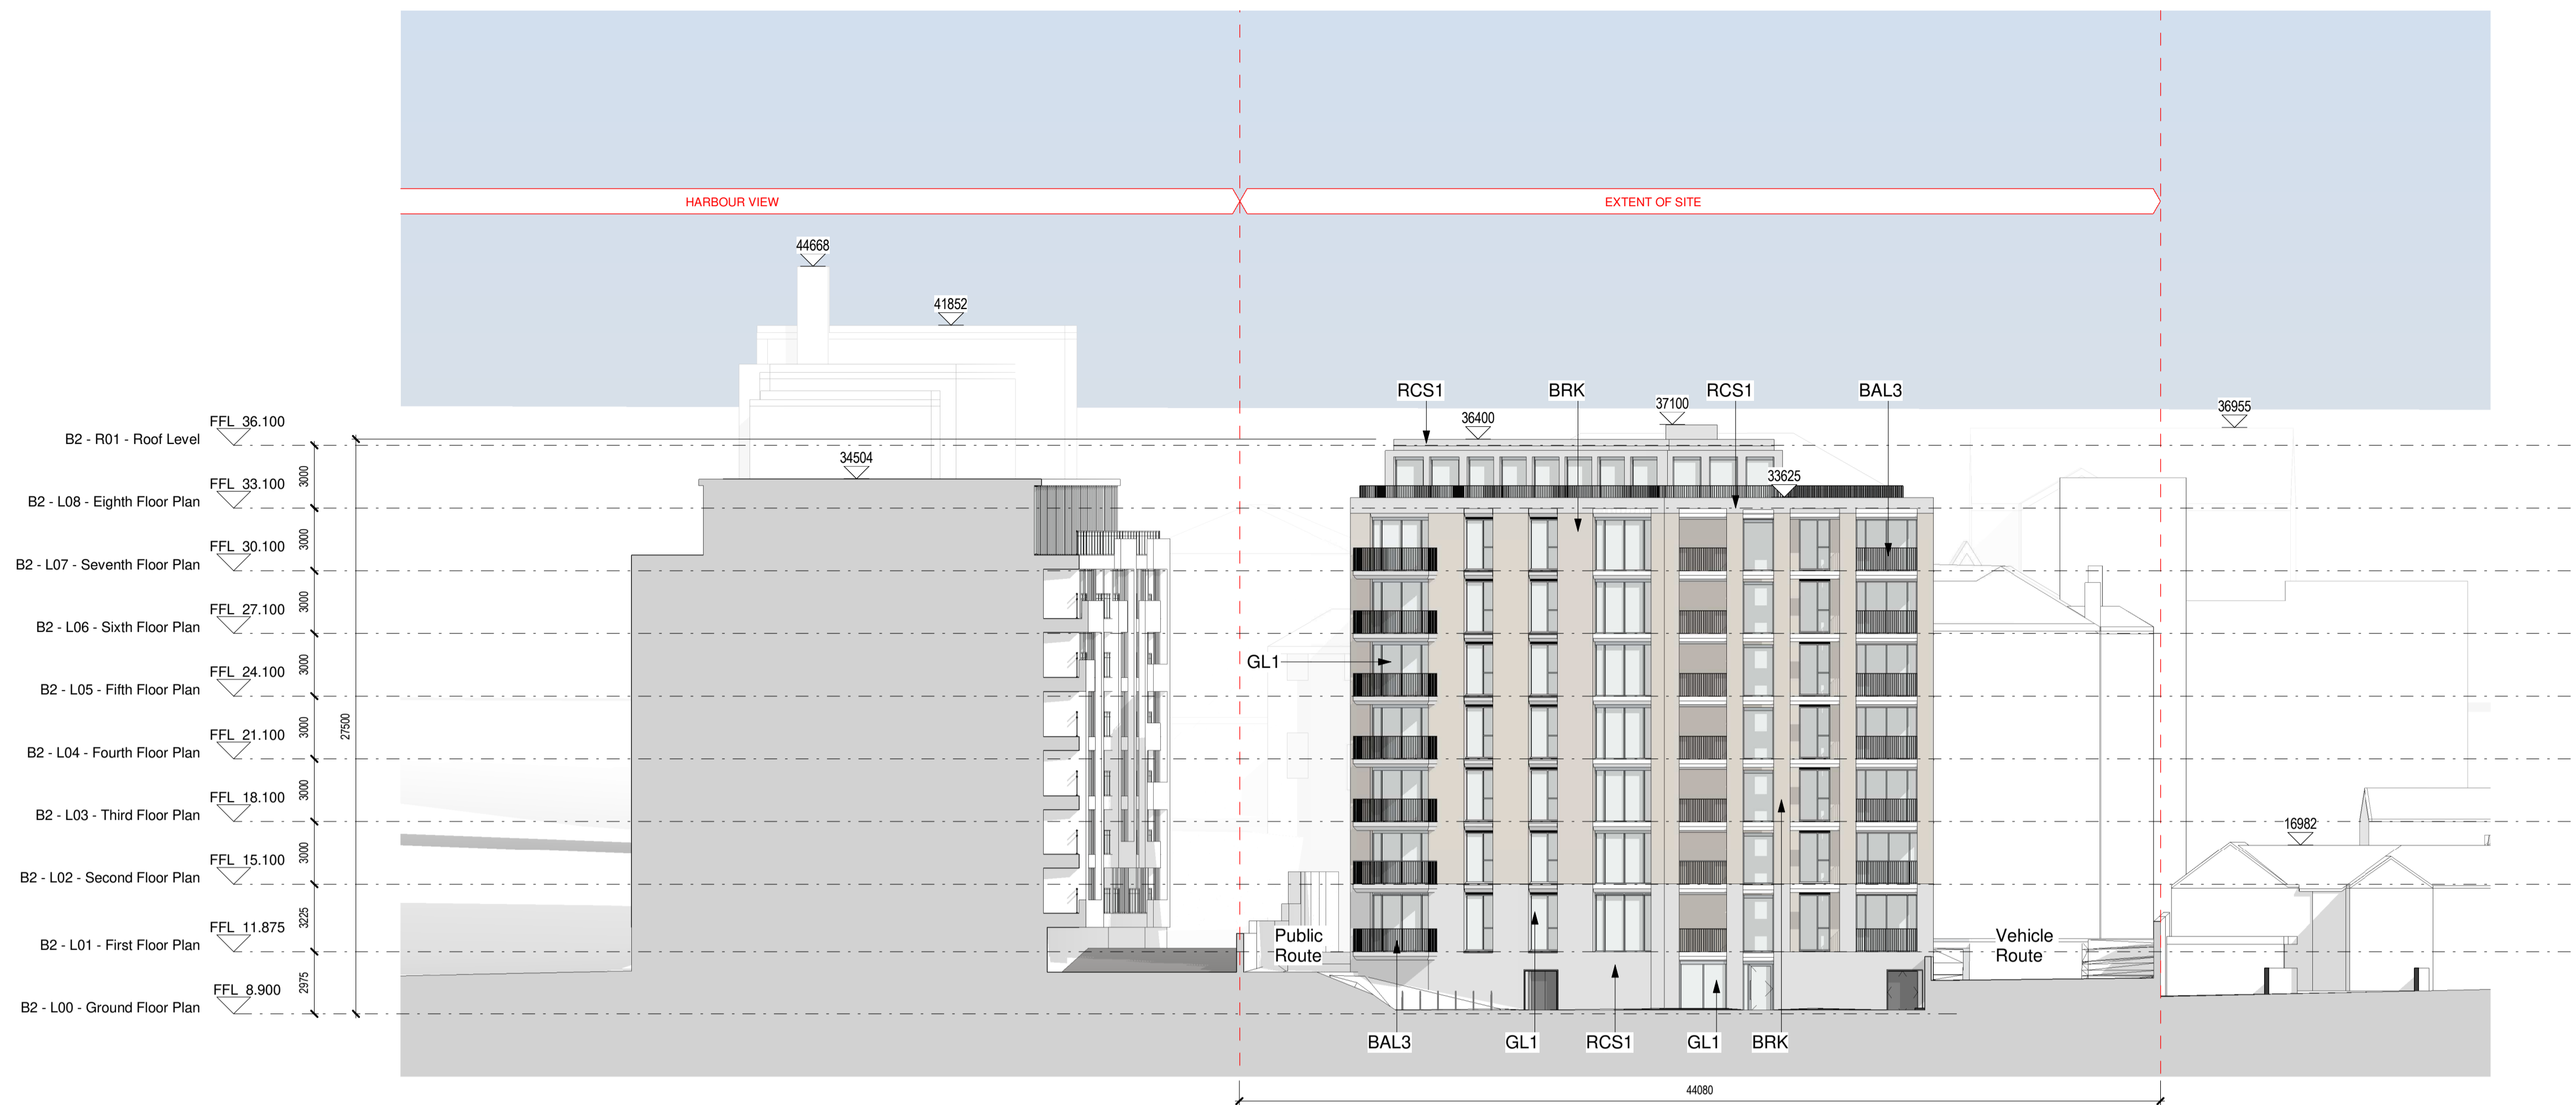 HARBOUR VIEW
EXTENT OF SITE
44668
41852
34504
RCS1
BRK
RCS1
BAL3
36400
37100
33625
36955
16982
B2 - R01 - Roof Level
FFL 36.100
3000
B2 - L08 - Eighth Floor Plan
FFL 33.100
3000
B2 - L07 - Seventh Floor Plan
FFL 30.100
3000
B2 - L06 - Sixth Floor Plan
FFL 27.100
3000
B2 - L05 - Fifth Floor Plan
FFL 24.100
3000
B2 - L04 - Fourth Floor Plan
FFL 21.100
3000
B2 - L03 - Third Floor Plan
FFL 18.100
3000
B2 - L02 - Second Floor Plan
FFL 15.100
3225
B2 - L01 - First Floor Plan
FFL 11.875
2975
B2 - L00 - Ground Floor Plan
FFL 8.900
27500
GL1
Public
Route
Vehicle
Route
BAL3
GL1
RCS1
GL1
BRK
44080